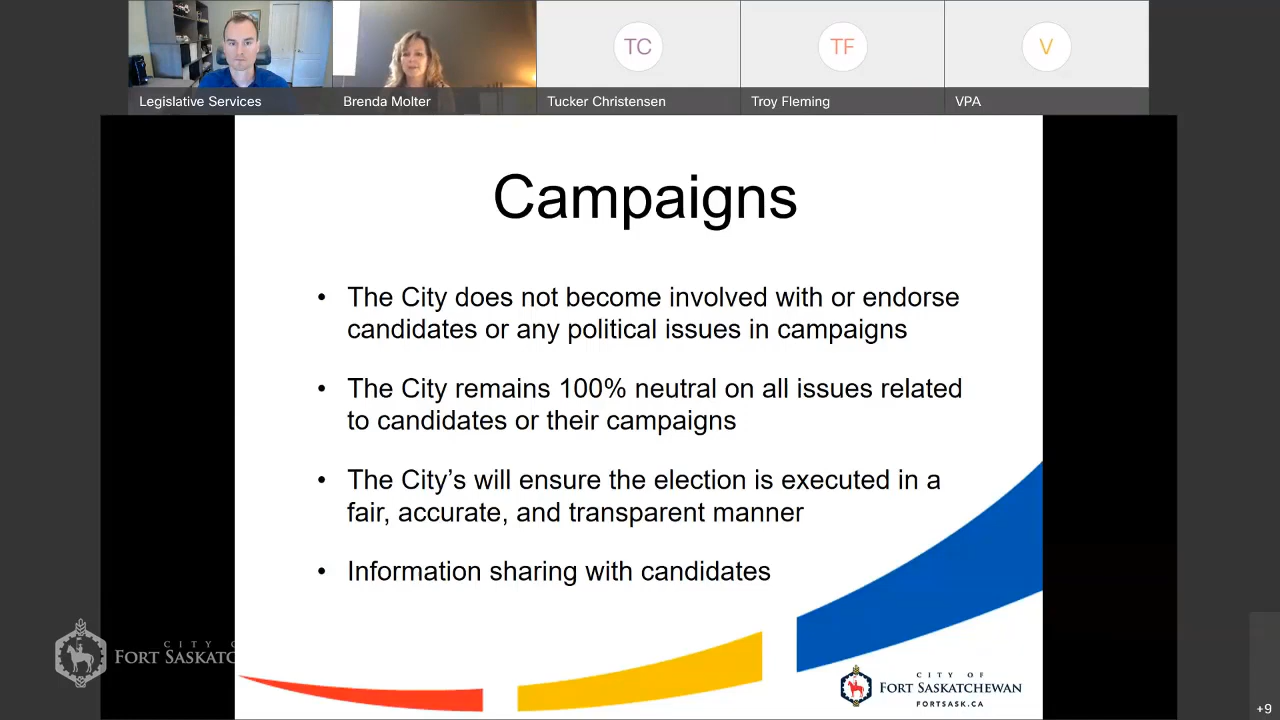 TC
TF
V
Legislative Services
Brenda Molter
Tucker Christensen
Troy Fleming
VPA
Campaigns
• The City does not become involved with or endorse
candidates or any political issues in campaigns
• The City remains 100% neutral on all issues related
to candidates or their campaigns
• The City’s will ensure the election is executed in a
fair, accurate, and transparent manner
• Information sharing with candidates
CITY O
FORT SASKATC
CITY OF
FORT SASKATCHEWAN
FORTSASK.CA
+9